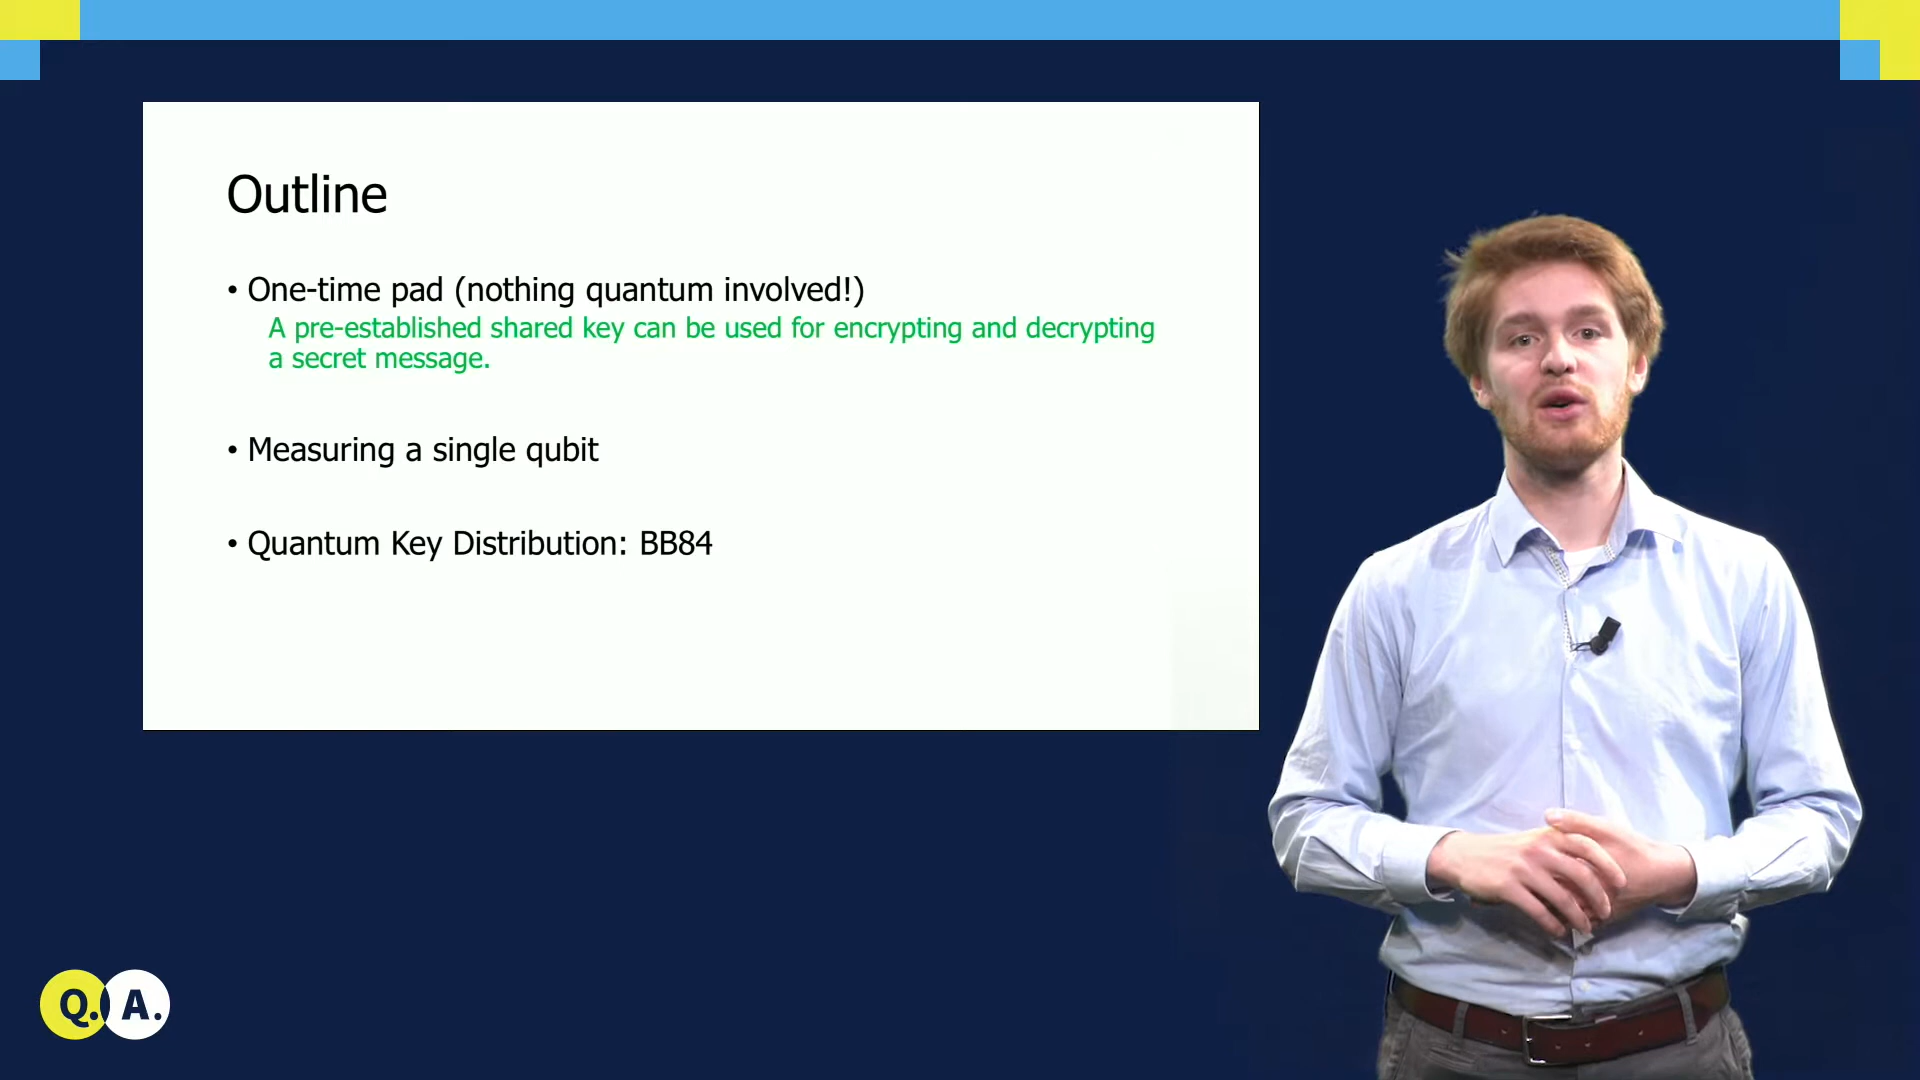 Outline
• One-time pad (nothing quantum involved!)
A pre-established shared key can be used for encrypting and decrypting
a secret message.
• Measuring a single qubit
• Quantum Key Distribution: BB84
Q. A.